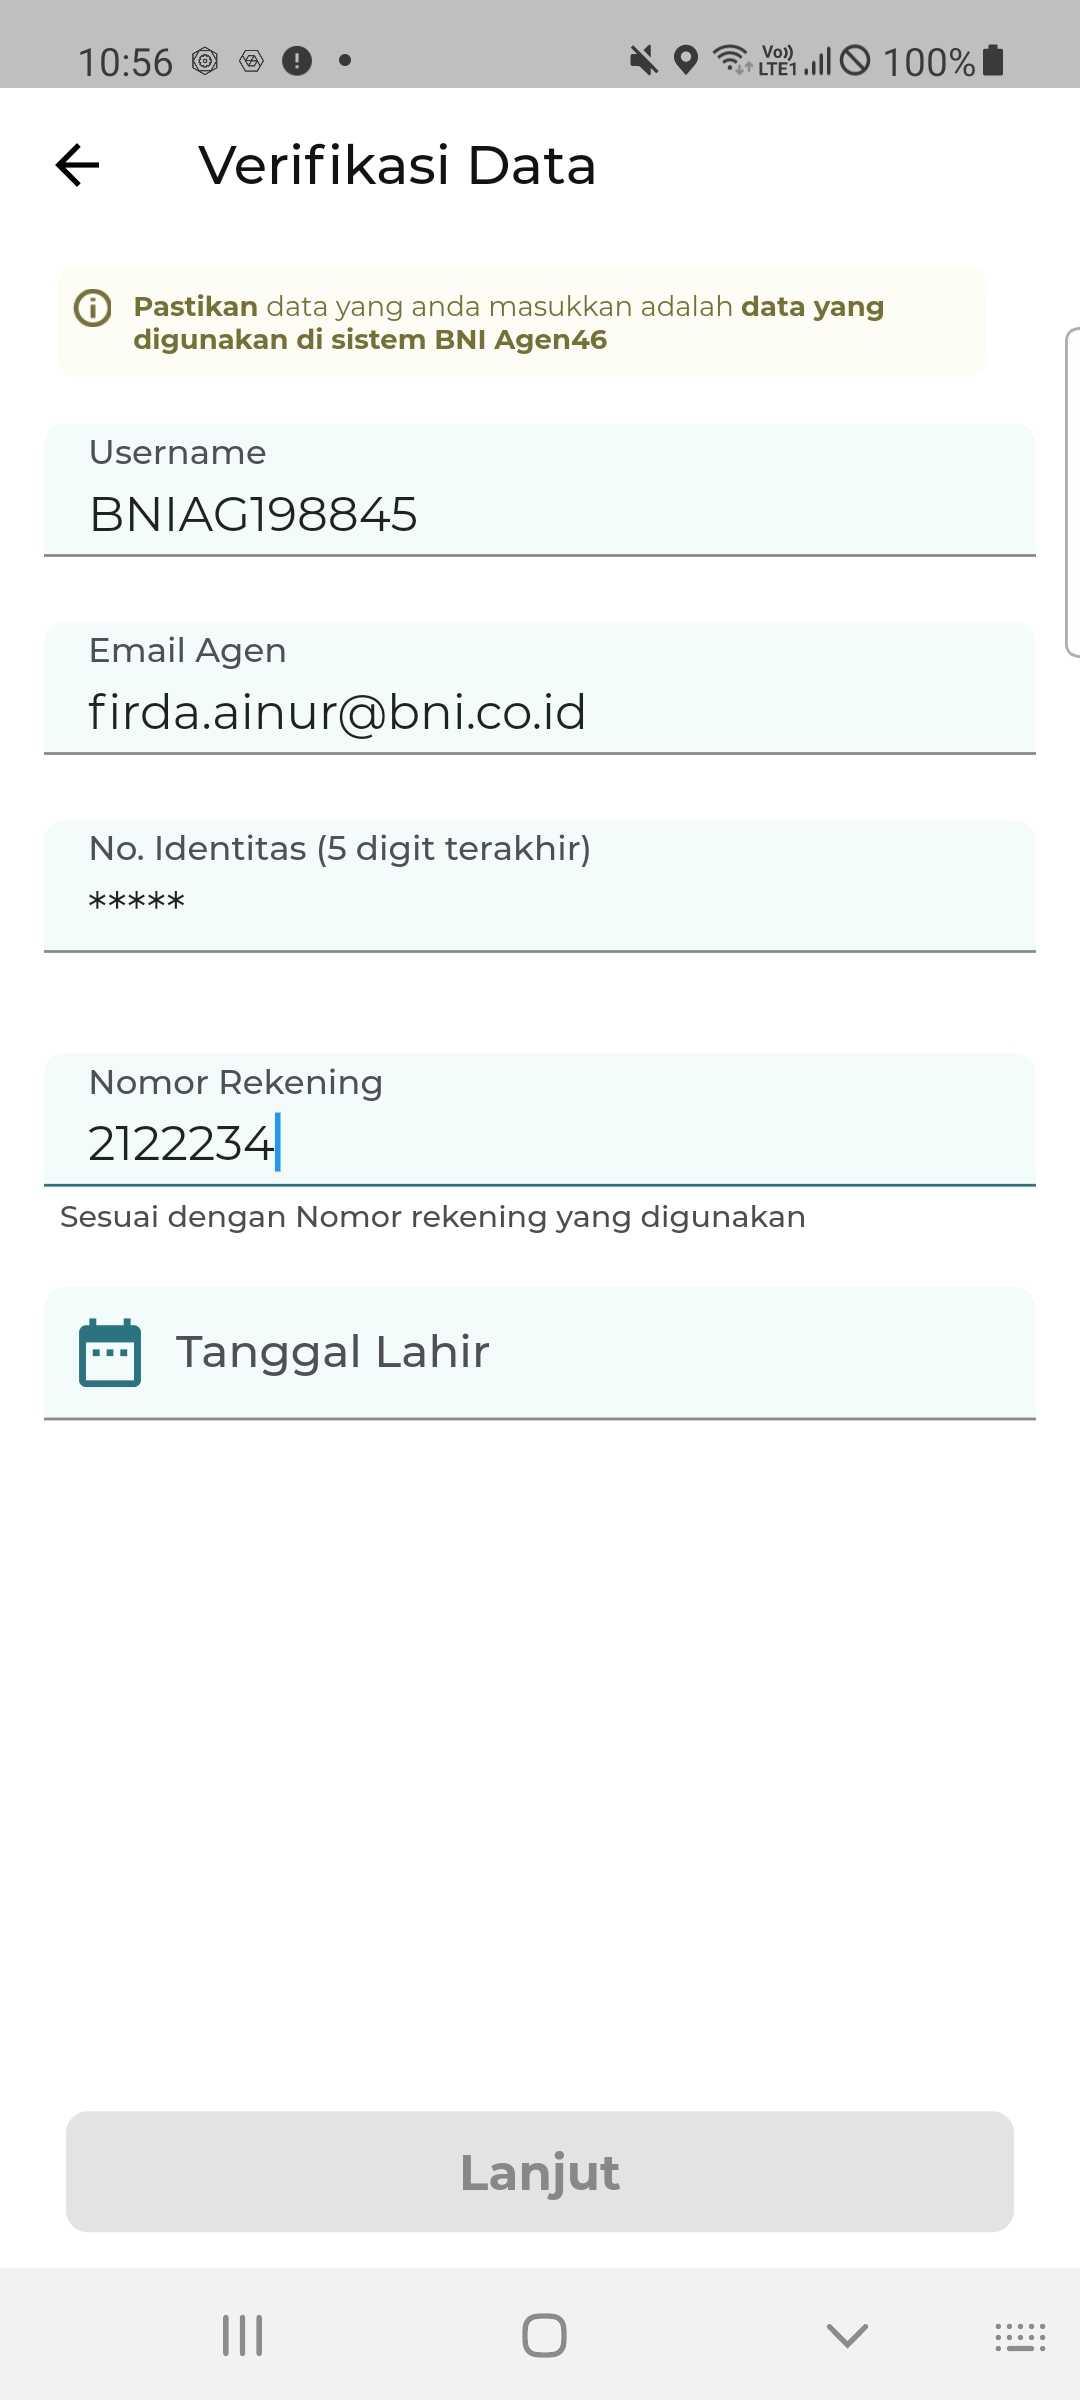 10:56
Vo)) LTE1 100%
Verifikasi Data
Pastikan data yang anda masukkan adalah data yang
digunakan di sistem BNI Agen46
Username
BNIAG198845
Email Agen
firda.ainur@bni.co.id
No. Identitas (5 digit terakhir)
*****
Nomor Rekening
2122234
Sesuai dengan Nomor rekening yang digunakan
Tanggal Lahir
Lanjut